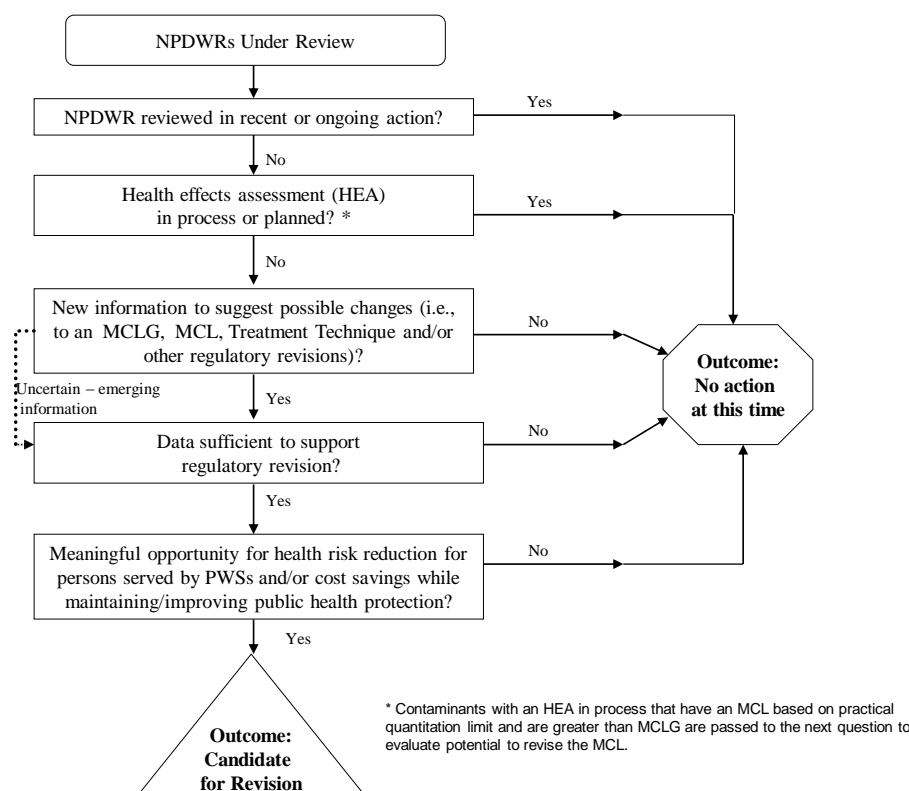 NPDWRs Under Review
NPDWR reviewed in recent or ongoing action?
Yes
No
Health effects assessment (HEA)
in process or planned? *
Yes
No
New information to suggest possible changes (i.e.,
to an MCLG, MCL, Treatment Technique and/or
other regulatory revisions)?
No
Outcome:
No action
at this time
Uncertain – emerging
information
Yes
Data sufficient to support
regulatory revision?
No
Yes
Meaningful opportunity for health risk reduction for
persons served by PWSs and/or cost savings while
maintaining/improving public health protection?
No
Yes
Outcome:
Candidate
for Revision
* Contaminants with an HEA in process that have an MCL based on practical
quantitation limit and are greater than MCLG are passed to the next question to
evaluate potential to revise the MCL.